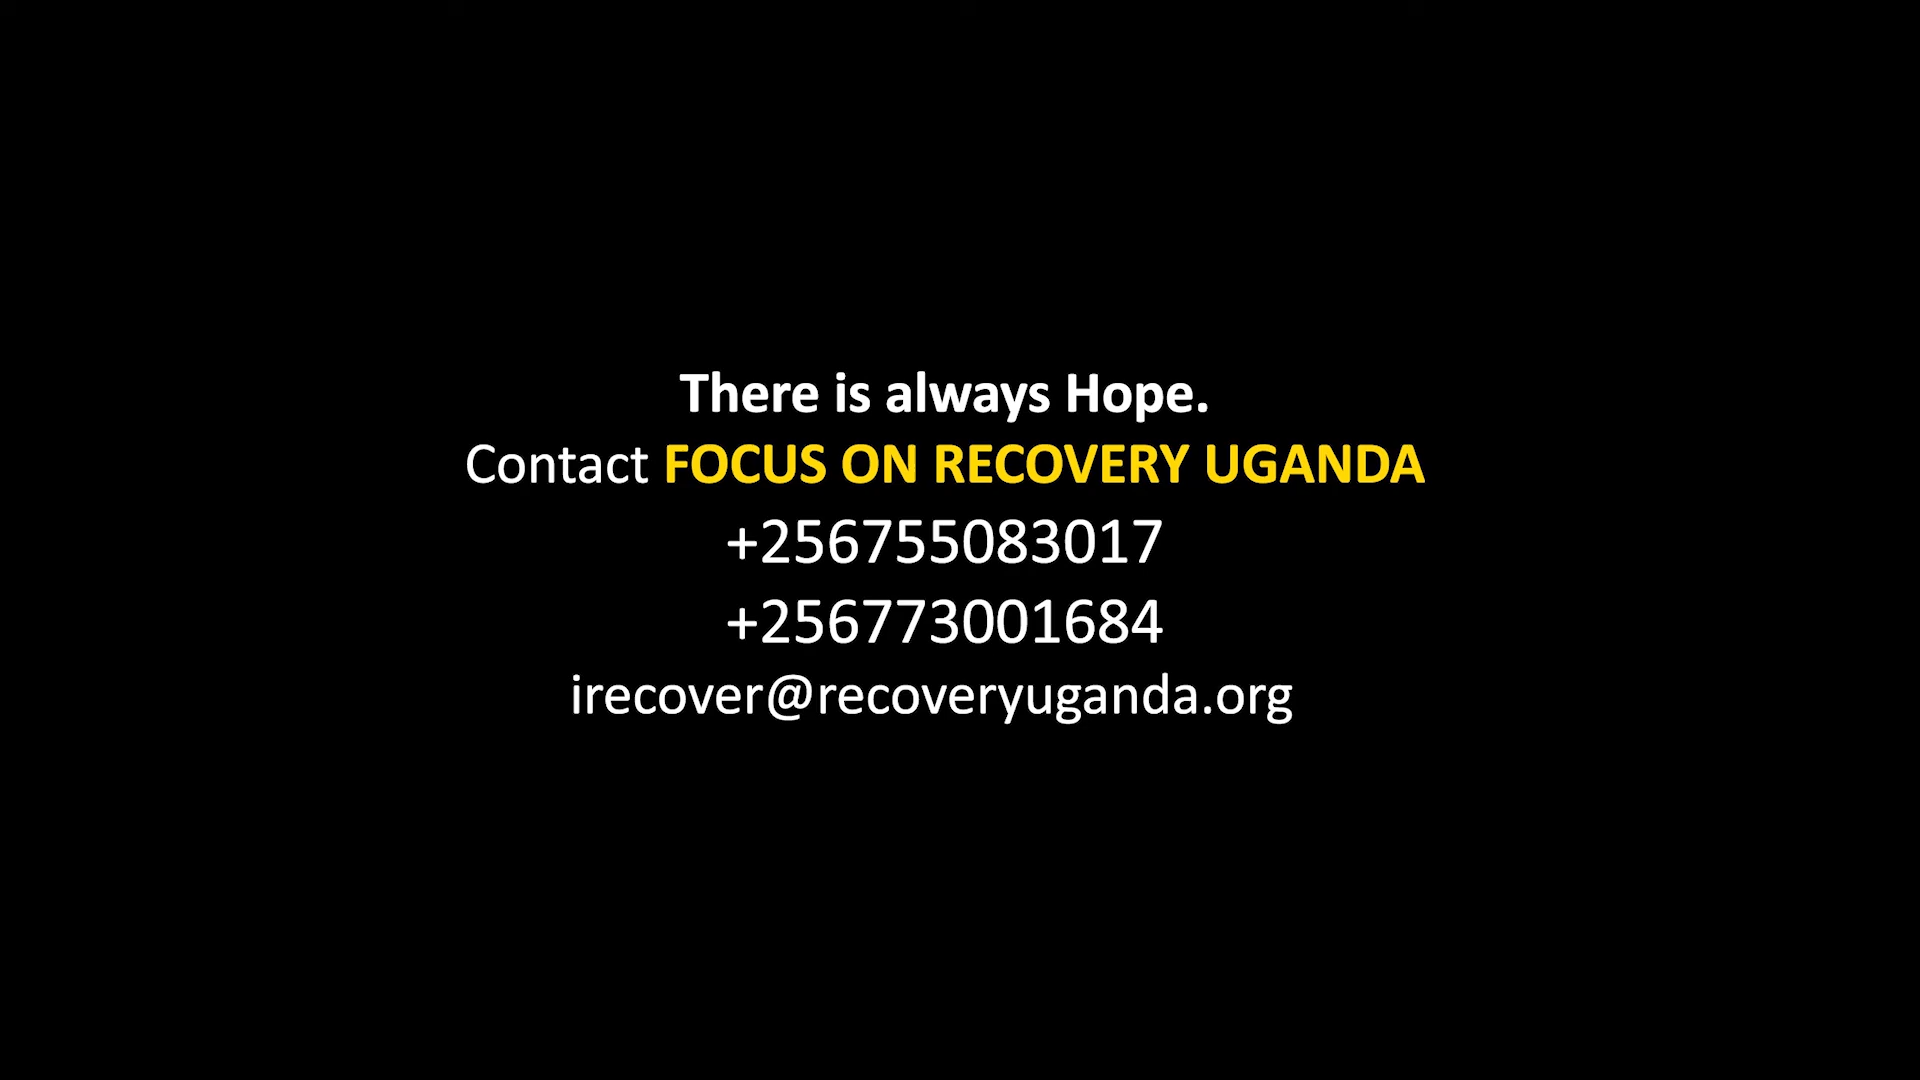 There is always Hope.
Contact FOCUS ON RECOVERY UGANDA
+256755083017
+256773001684
irecover@recoveryuganda.org